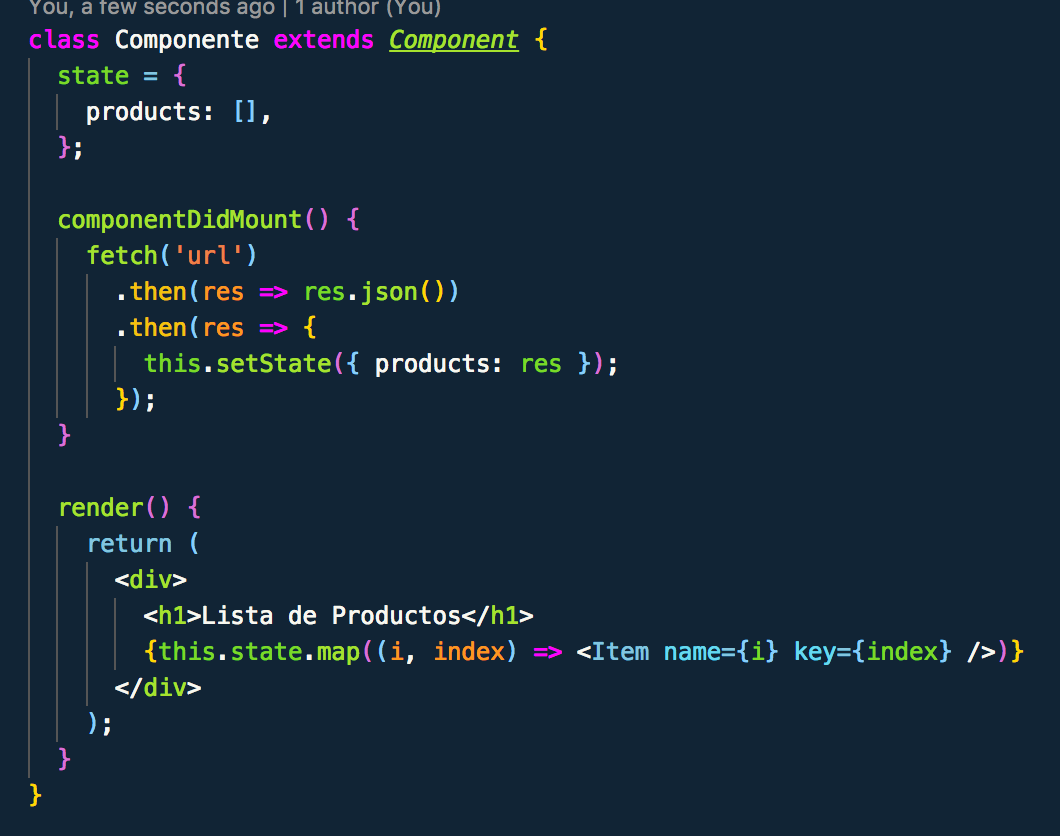 You, a few seconds ago | 1 author (You)
class Componente extends Component {
state = {
products: [],
};
componentDidMount() {
fetch('url')
.then(res => res.json())
.then(res => {
this.setState({ products: res });
});
}
render() {
return (
<div>
<h1>Lista de Productos</h1>
{this.state.map((i, index) => <Item name={i} key={index} />)}
</div>
);
}
}